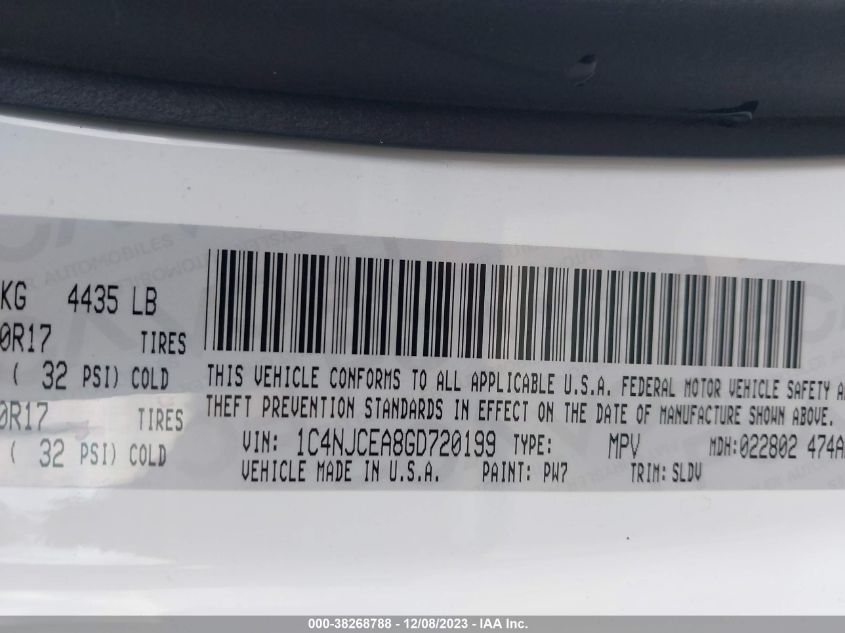 KG 4435 LB
0R17 TIRES
( 32 PSI) COLD
0R17 TIRES
( 32 PSI) COLD
THIS VEHICLE CONFORMS TO ALL APPLICABLE U.S.A. FEDERAL MOTOR VEHICLE SAFETY A
THEFT PREVENTION STANDARDS IN EFFECT ON THE DATE OF MANUFACTURE SHOWN ABOVE.
VIN: 1C4NJCEA8GD720199 TYPE: MPV MDH: 022802 474A
VEHICLE MADE IN U.S.A. PAINT: PW7 TRIM: SLDV
000-38268788 - 12/08/2023 - IAA Inc.